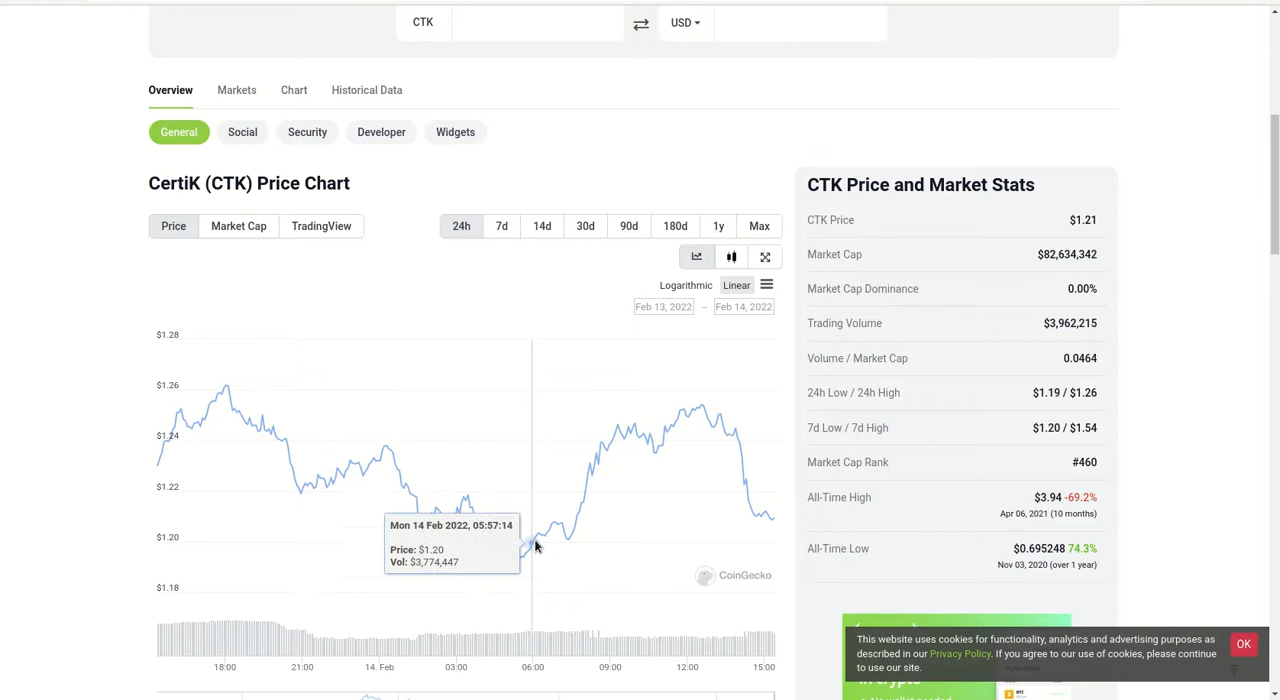 CTK
USD
Overview Markets Chart Historical Data
General Social Security Developer Widgets
CertiK (CTK) Price Chart
Price Market Cap TradingView
24h 7d 14d 30d 90d 180d 1y Max
Logarithmic Linear
Feb 13, 2022 → Feb 14, 2022
$1.28
$1.26
$1.24
$1.22
$1.20
$1.18
Mon 14 Feb 2022, 05:57:14
Price: $1.20
Vol: $3,774,447
CoinGecko
18:00 21:00 14. Feb 03:00 06:00 09:00 12:00 15:00
CTK Price and Market Stats
CTK Price $1.21
Market Cap $82,634,342
Market Cap Dominance 0.00%
Trading Volume $3,962,215
Volume / Market Cap 0.0464
24h Low / 24h High $1.19 / $1.26
7d Low / 7d High $1.20 / $1.54
Market Cap Rank #460
All-Time High $3.94 -69.2%
Apr 06, 2021 (10 months)
All-Time Low $0.695248 74.3%
Nov 03, 2020 (over 1 year)
This website uses cookies for functionality, analytics and advertising purposes as
described in our Privacy Policy. If you agree to our use of cookies, please continue
to use our site.
OK
BTC